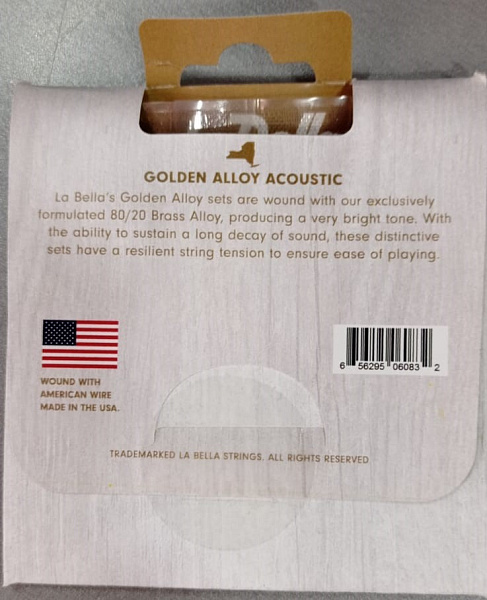 Bella
GOLDEN ALLOY ACOUSTIC
La Bella's Golden Alloy sets are wound with our exclusively
formulated 80/20 Brass Alloy, producing a very bright tone. With
the ability to sustain a long decay of sound, these distinctive
sets have a resilient string tension to ensure ease of playing.
WOUND WITH
AMERICAN WIRE
MADE IN THE USA.
6 56295 06083 2
TRADEMARKED LA BELLA STRINGS. ALL RIGHTS RESERVED